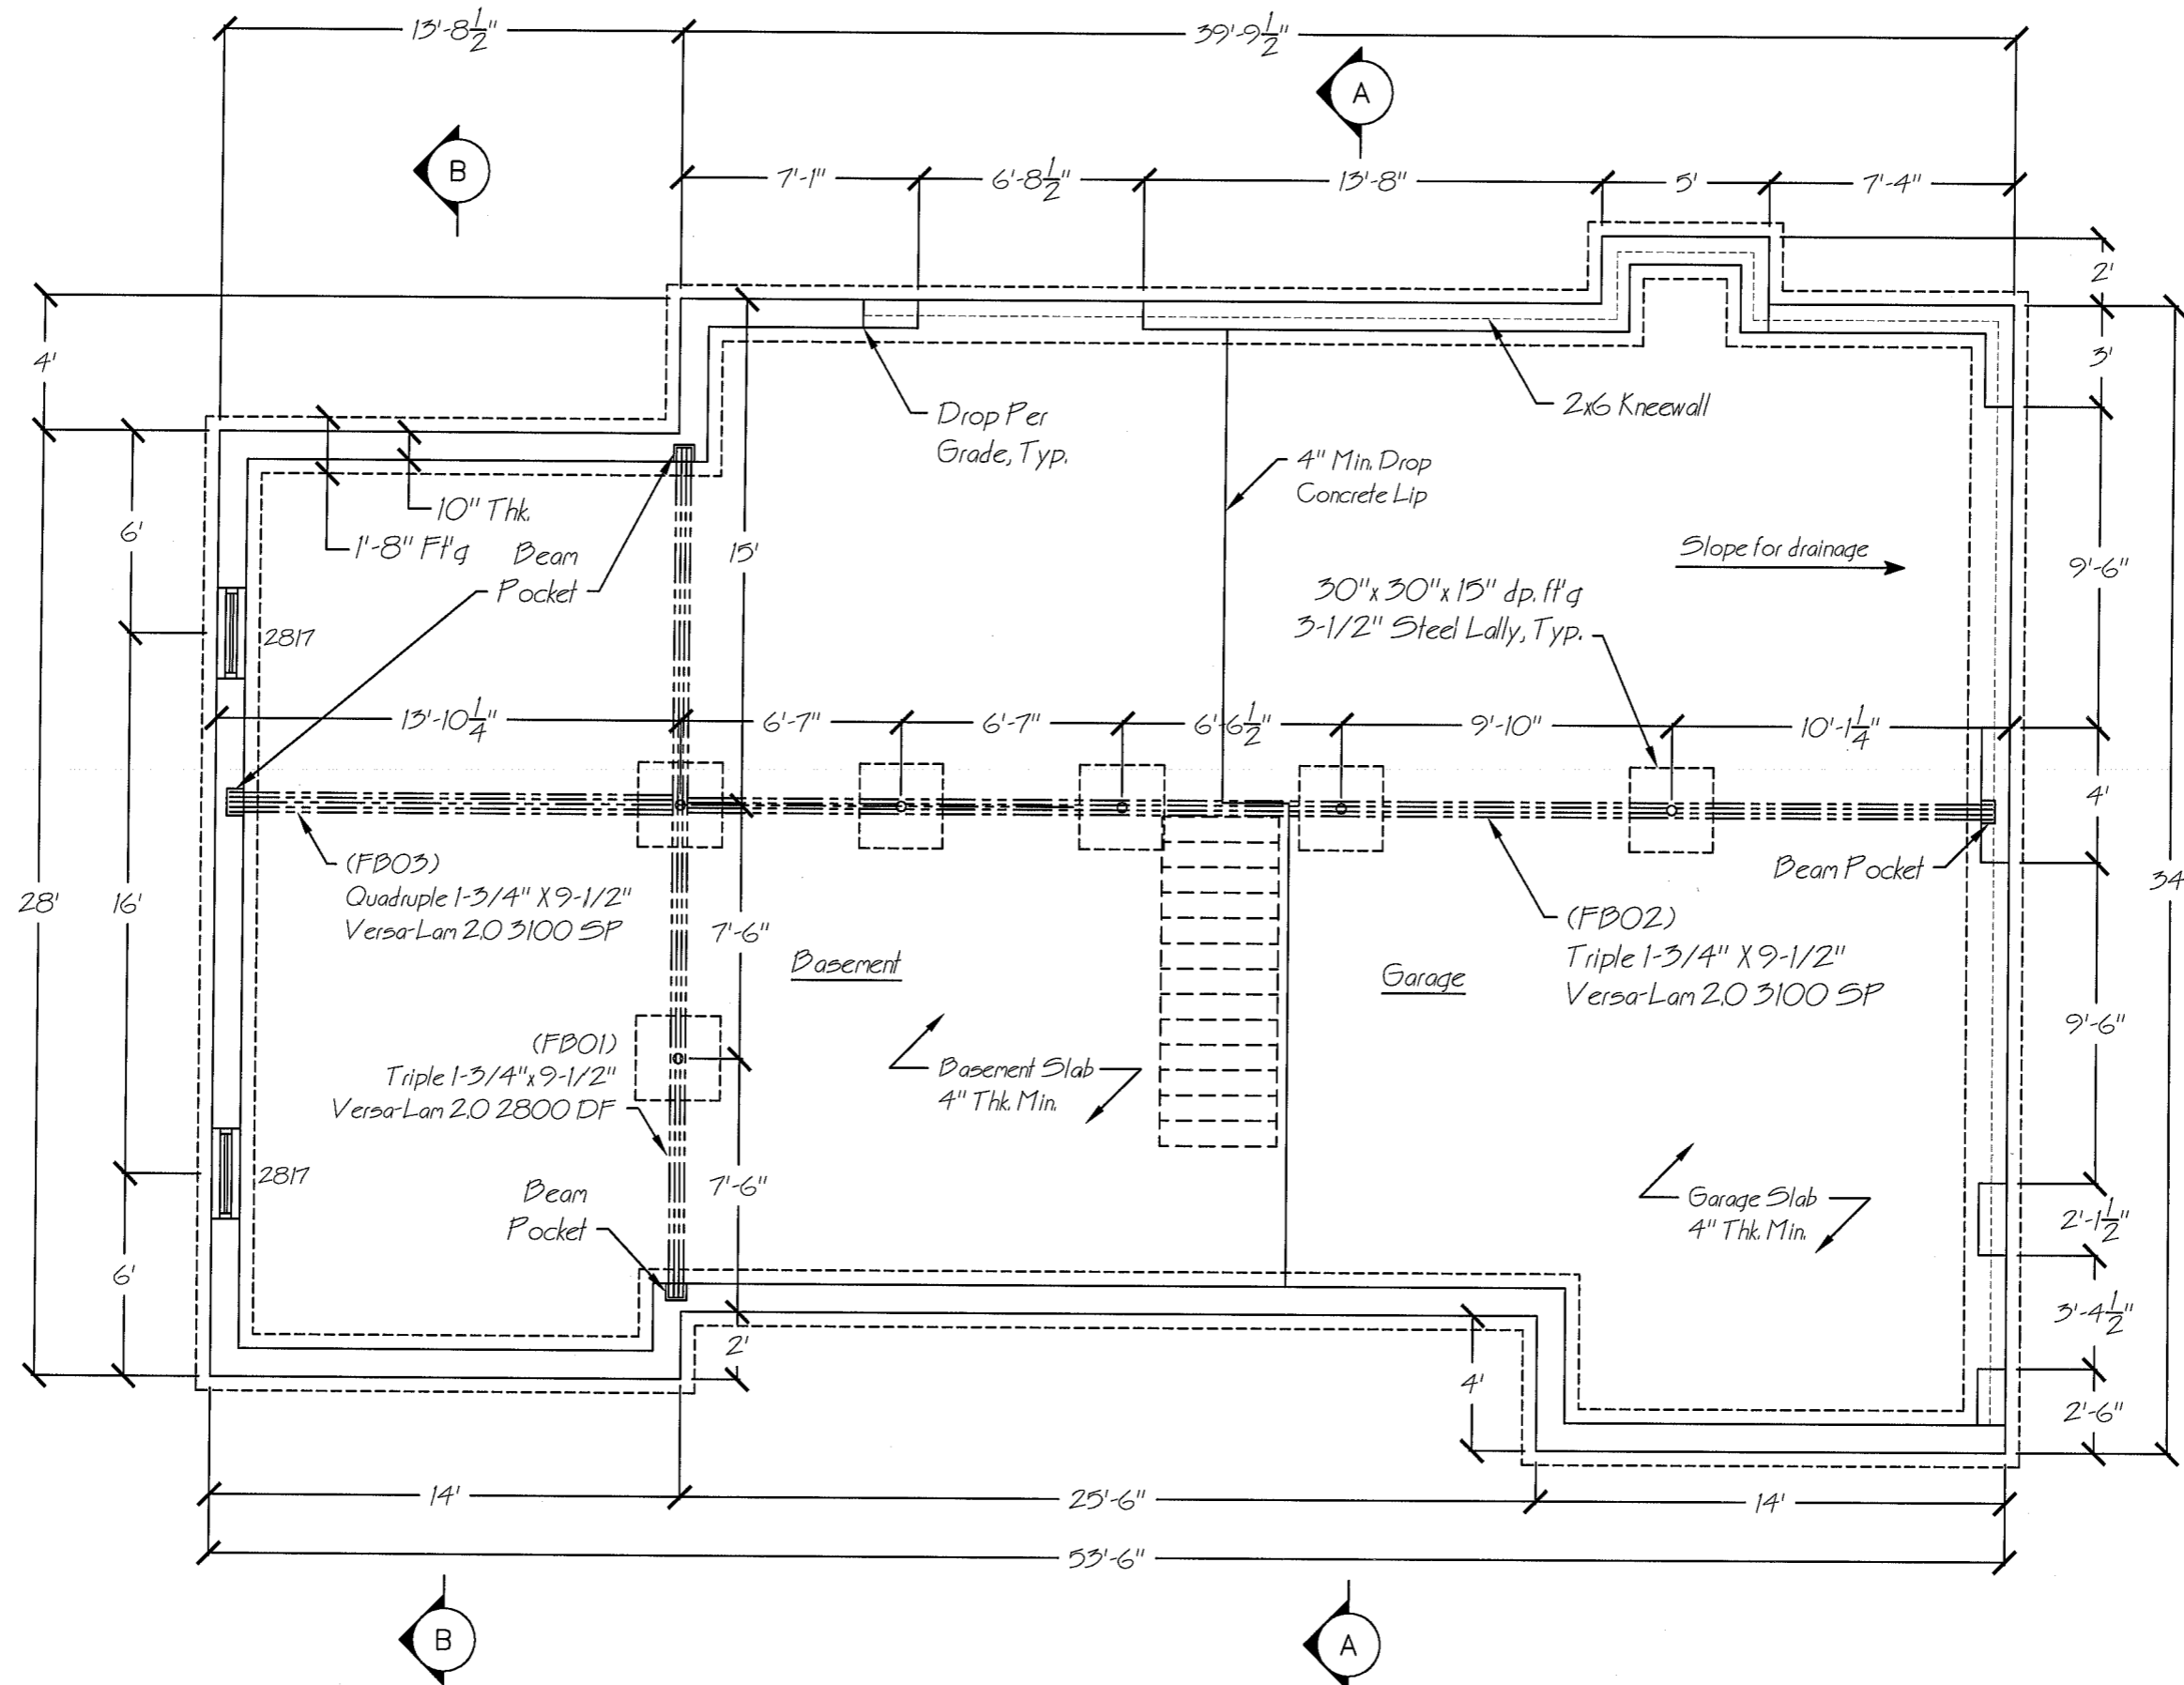 13'-8 1/2"
39'-9 1/2"
A
B
7'-1"
6'-8 1/2"
13'-8"
5'
7'-4"
2'
4'
3'
Drop Per
Grade, Typ.
2x6 Kneewall
4" Min. Drop
Concrete Lip
10" Thk.
1'-8" Ft'g
6'
Beam
Pocket
15'
Slope for drainage
9'-6"
30" x 30" x 15" dp. ft'g
3-1/2" Steel Lally, Typ.
2817
13'-10 1/4"
6'-7"
6'-7"
6'-6 1/2"
9'-10"
10'-1 1/4"
4'
(FB03)
Quadruple 1-3/4" X 9-1/2"
Versa-Lam 2.0 3100 SP
Beam Pocket
28'
16'
34
7'-6"
(FB02)
Triple 1-3/4" X 9-1/2"
Versa-Lam 2.0 3100 SP
Basement
Garage
9'-6"
(FB01)
Triple 1-3/4" x 9-1/2"
Versa-Lam 2.0 2800 DF
Basement Slab
4" Thk. Min.
2817
7'-6"
Beam
Pocket
Garage Slab
4" Thk. Min.
2'-1 1/2"
6'
3'-4 1/2"
2'
4'
2'-6"
14'
25'-6"
14'
53'-6"
B
A